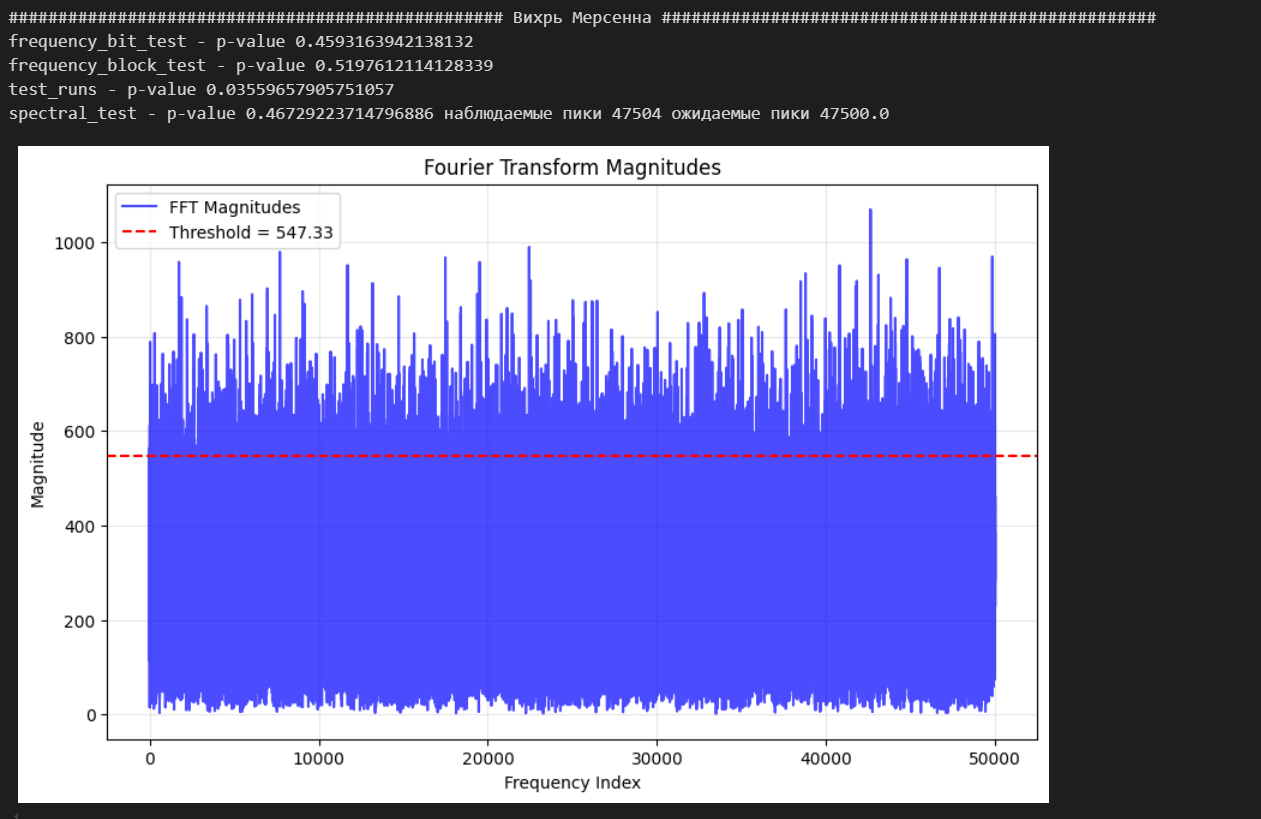 ################################################## Вихрь Мерсенна ##################################################
frequency_bit_test - p-value 0.4593163942138132
frequency_block_test - p-value 0.5197612114128339
test_runs - p-value 0.03559657905751057
spectral_test - p-value 0.46729223714796886 наблюдаемые пики 47504 ожидаемые пики 47500.0
Fourier Transform Magnitudes
FFT Magnitudes
Threshold = 547.33
Magnitude
1000
800
600
400
200
0
0 10000 20000 30000 40000 50000
Frequency Index